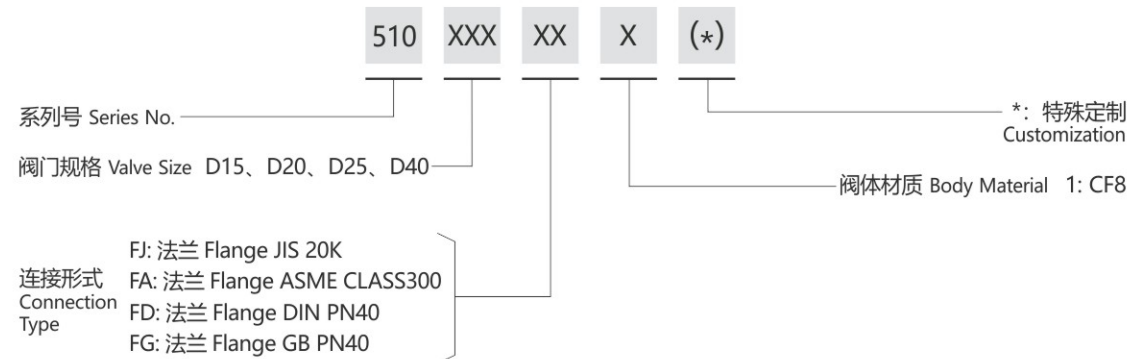 510 XXX XX X (*)
系列号 Series No.
*: 特殊定制
Customization
阀门规格 Valve Size D15、D20、D25、D40
阀体材质 Body Material 1: CF8
连接形式
Connection
Type
FJ: 法兰 Flange JIS 20K
FA: 法兰 Flange ASME CLASS300
FD: 法兰 Flange DIN PN40
FG: 法兰 Flange GB PN40